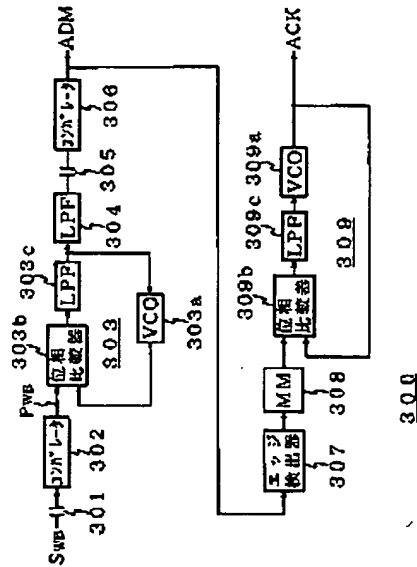 SWB
301
コンパレータ
302
PWB
位相
比較器
303b
303
LPF
303c
VCO
303a
LPF
304
305
コンパレータ
306
ADM
エッジ
検出器
307
MM
308
位相
比較器
309b
309
LPF
309c
VCO
309a
ACK
300